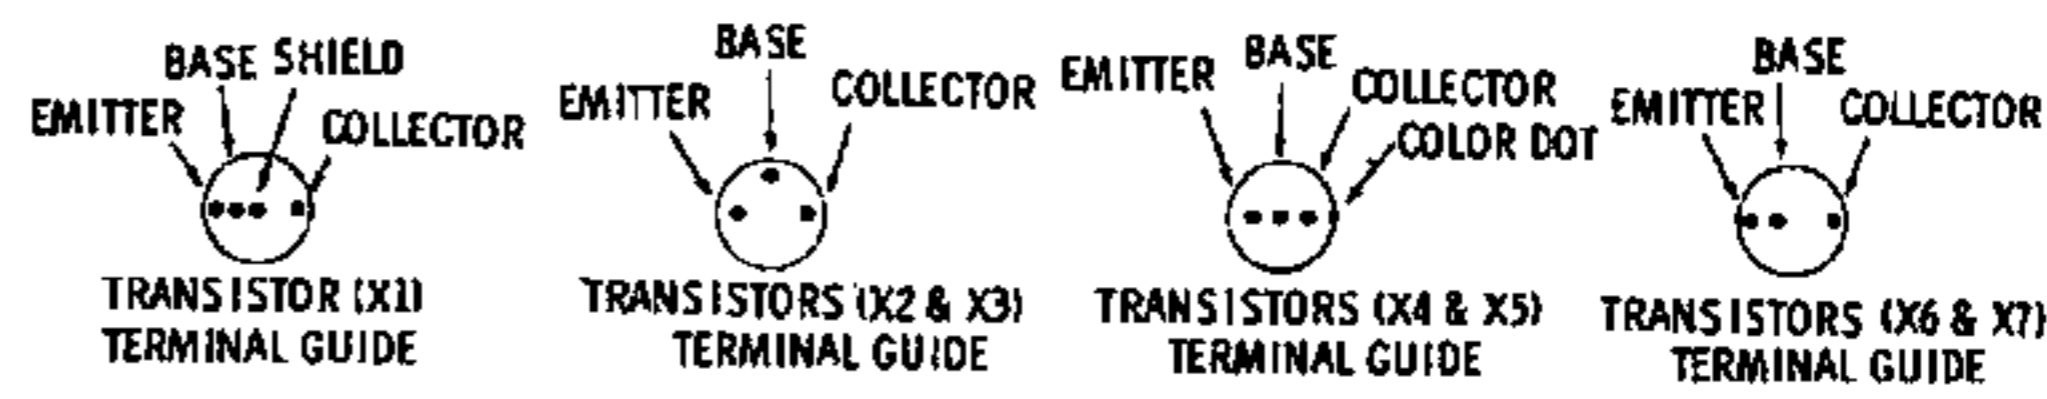 BASE SHIELD
EMITTER
COLLECTOR
TRANSISTOR (X1)
TERMINAL GUIDE
BASE
EMITTER
COLLECTOR
TRANSISTORS (X2 & X3)
TERMINAL GUIDE
EMITTER
BASE
COLLECTOR
COLOR DOT
TRANSISTORS (X4 & X5)
TERMINAL GUIDE
BASE
EMITTER
COLLECTOR
TRANSISTORS (X6 & X7)
TERMINAL GUIDE